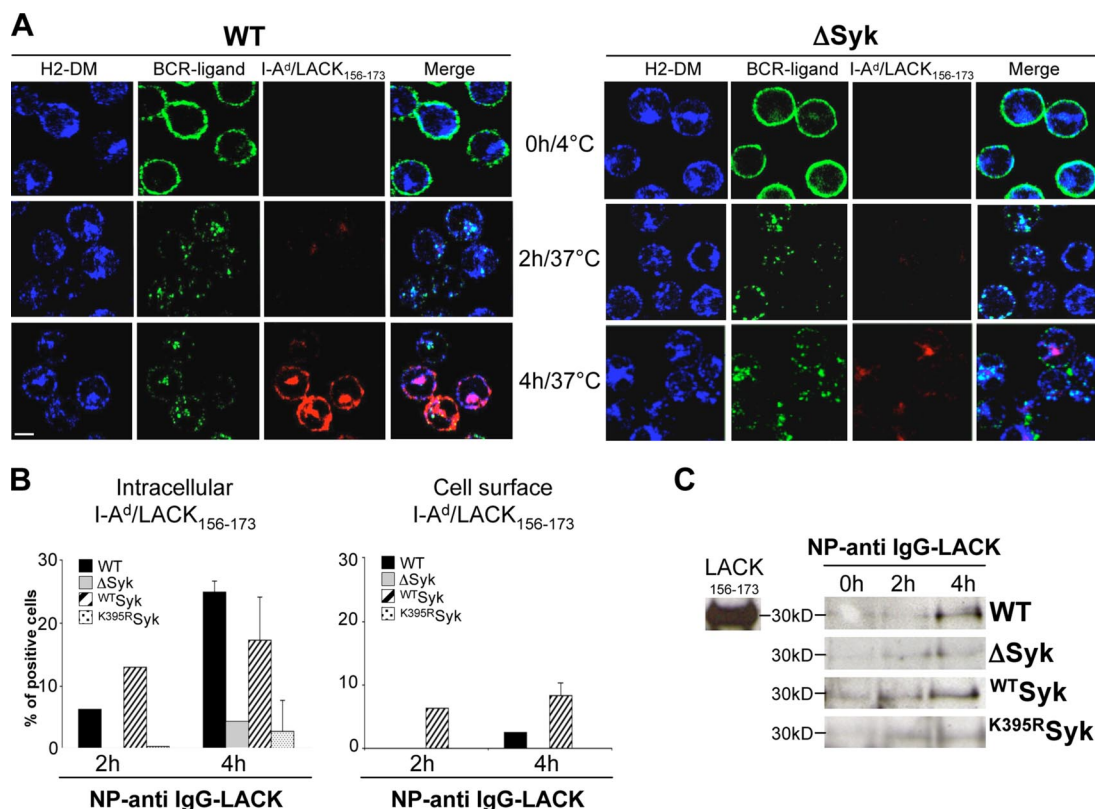 A
WT
ΔSyk
H2-DM BCR-ligand I-Aᵈ/LACK₁₅₆₋₁₇₃ Merge
H2-DM BCR-ligand I-Aᵈ/LACK₁₅₆₋₁₇₃ Merge
0h/4°C
2h/37°C
4h/37°C
B
Intracellular
I-Aᵈ/LACK₁₅₆₋₁₇₃
% of positive cells
30
20
10
0
WT
ΔSyk
ᵂᵀSyk
ᴷ³⁹⁵ᴿSyk
2h 4h
NP-anti IgG-LACK
Cell surface
I-Aᵈ/LACK₁₅₆₋₁₇₃
30
20
10
0
WT
ΔSyk
ᵂᵀSyk
ᴷ³⁹⁵ᴿSyk
2h 4h
NP-anti IgG-LACK
C
NP-anti IgG-LACK
LACK
156-173
0h 2h 4h
30kD WT
30kD ΔSyk
30kD ᵂᵀSyk
30kD ᴷ³⁹⁵ᴿSyk